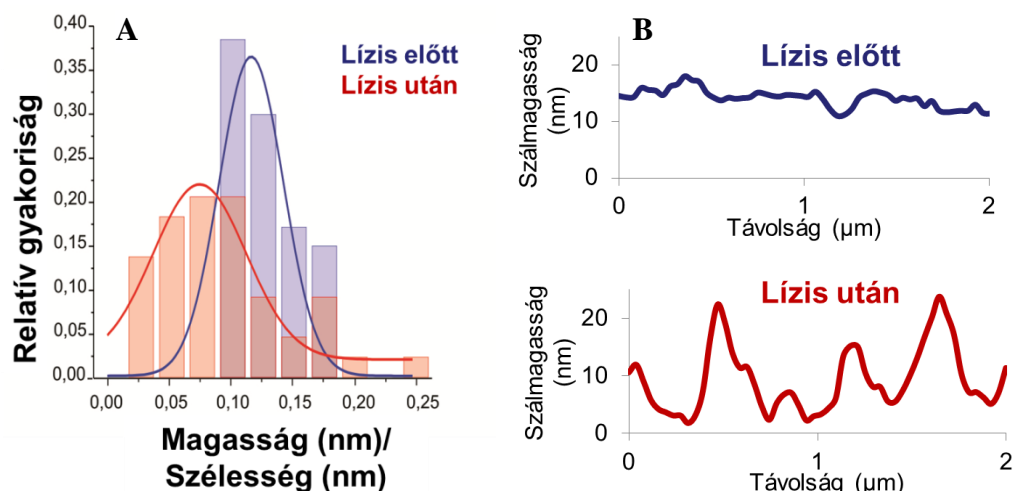 A
Lízis előtt
Lízis után
Relatív gyakoriság
0,40
0,35
0,30
0,25
0,20
0,15
0,10
0,05
0,00
0,00 0,05 0,10 0,15 0,20 0,25
Magasság (nm)/
Szélesség (nm)
B
Lízis előtt
Szálmagasság
(nm)
20
10
0
0 1 2
Távolság (µm)
Lízis után
Szálmagasság
(nm)
20
10
0
0 1 2
Távolság (µm)